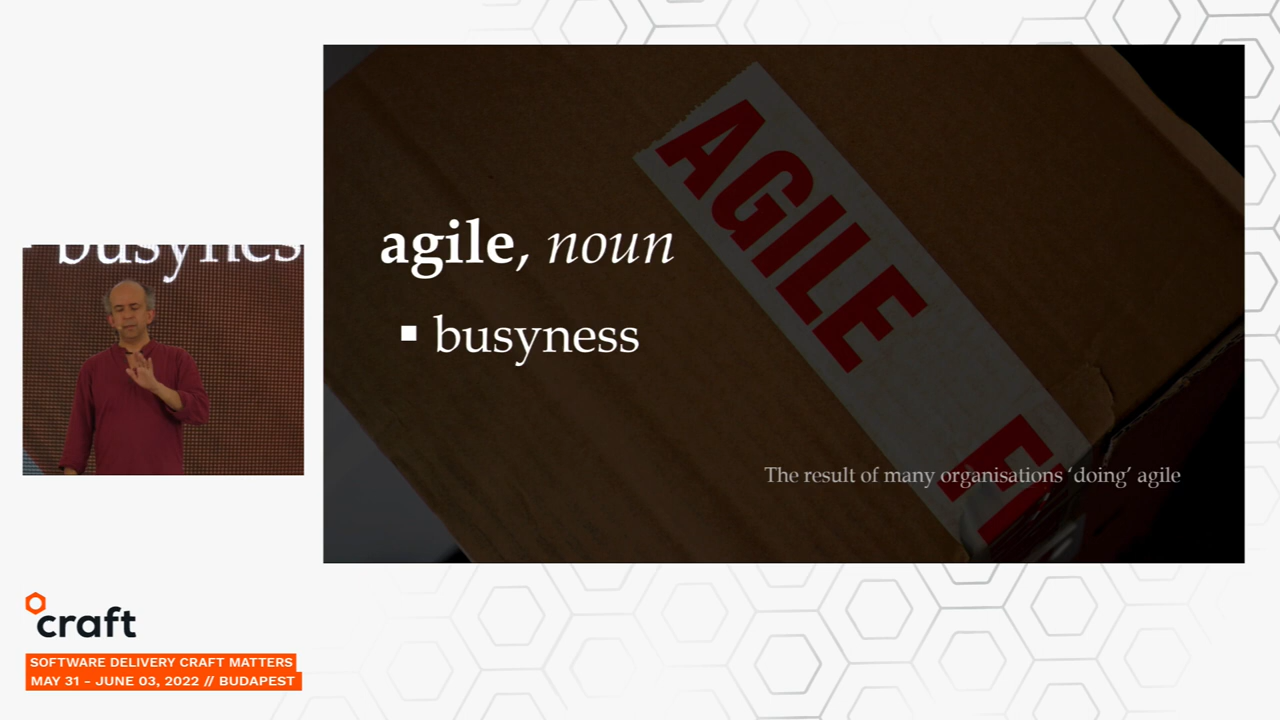 busynes
AGILE
agile, noun
▪ busyness
The result of many organisations ‘doing’ agile
craft
SOFTWARE DELIVERY CRAFT MATTERS
MAY 31 - JUNE 03, 2022 // BUDAPEST